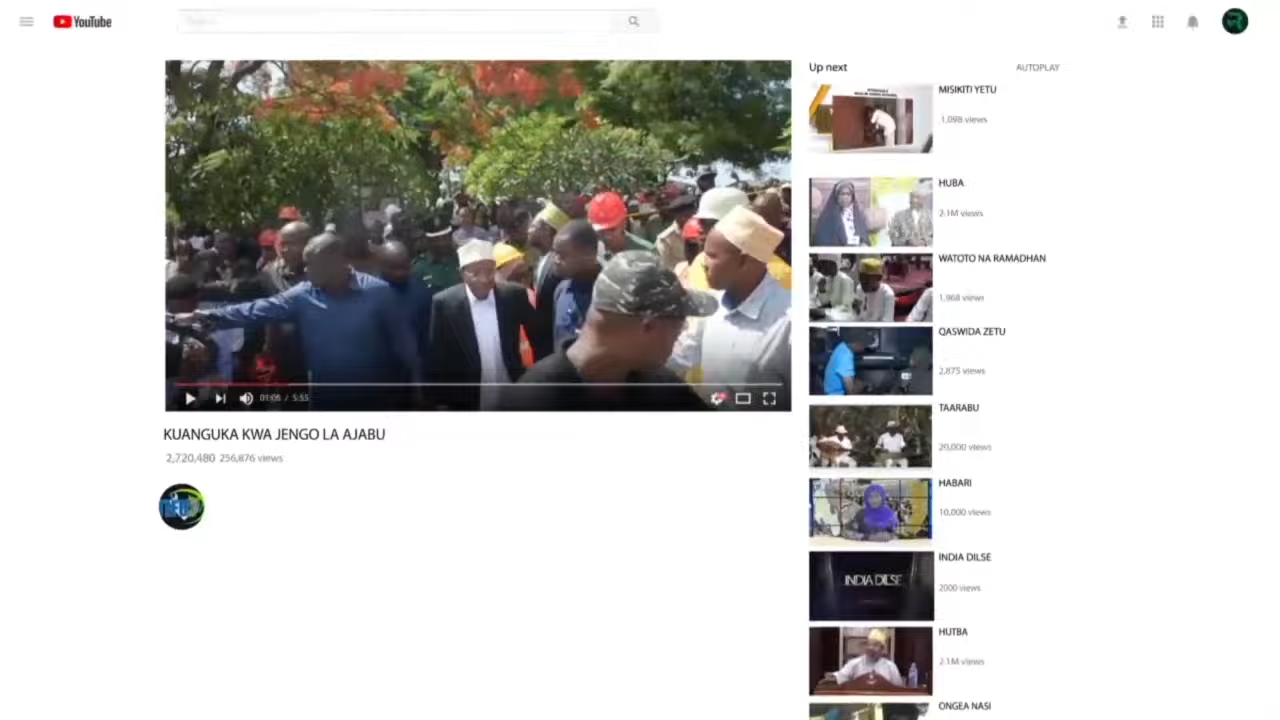 YouTube
Search
KUANGUKA KWA JENGO LA AJABU
2,720,480 256,876 views
01:06 / 5:55
Up next
AUTOPLAY
MISIKITI YETU
1,098 views
HUBA
2.1M views
WATOTO NA RAMADHAN
1,968 views
QASWIDA ZETU
2,875 views
TAARABU
20,000 views
HABARI
10,000 views
INDIA DILSE
INDIA DILSE
2000 views
HUTBA
2.1M views
ONGEA NASI